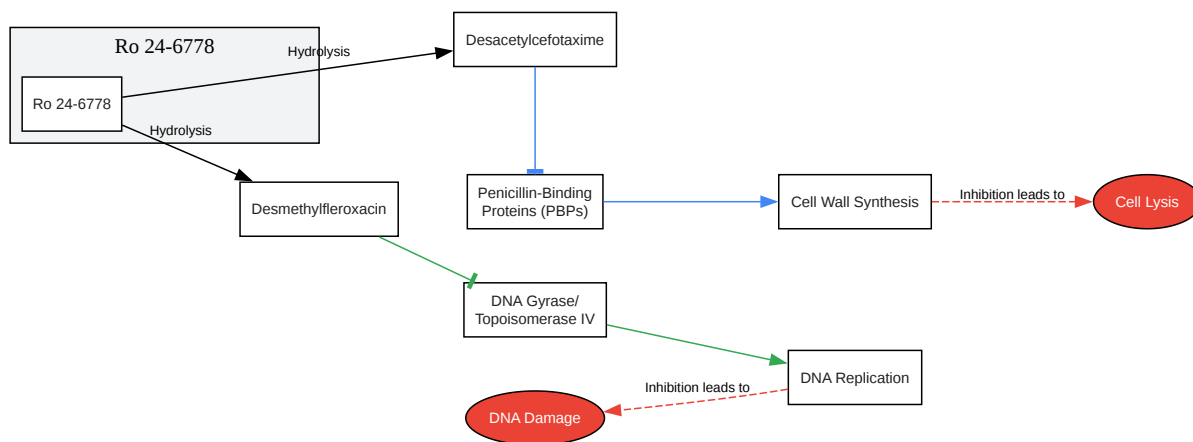 Ro 24-6778
Ro 24-6778
Hydrolysis
Hydrolysis
Desacetylcefotaxime
Desmethylfleroxacin
Penicillin-Binding
Proteins (PBPs)
Cell Wall Synthesis
Inhibition leads to
Cell Lysis
DNA Gyrase/
Topoisomerase IV
DNA Replication
Inhibition leads to
DNA Damage